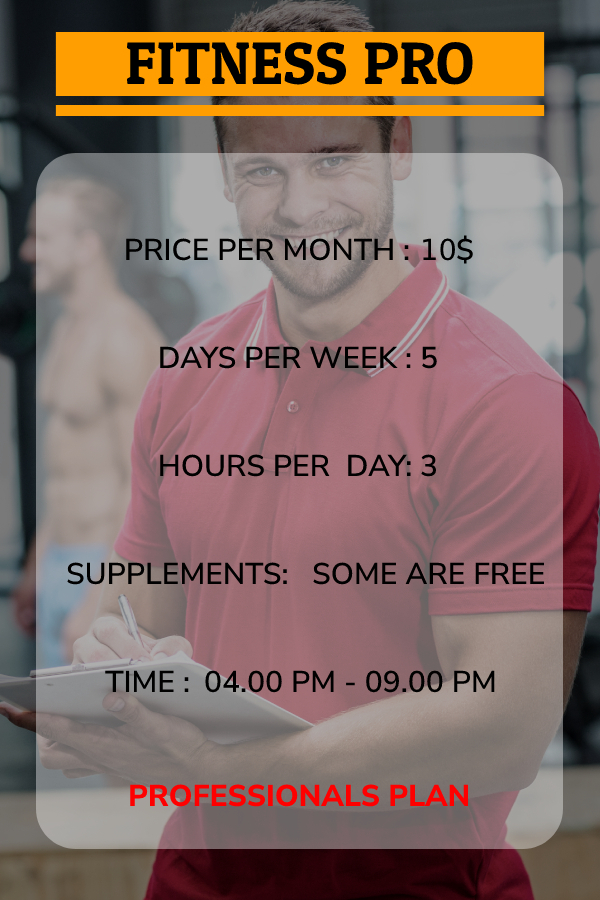 FITNESS PRO
PRICE PER MONTH : 10$
DAYS PER WEEK : 5
HOURS PER  DAY: 3
SUPPLEMENTS:   SOME ARE FREE
TIME :  04.00 PM - 09.00 PM
PROFESSIONALS PLAN